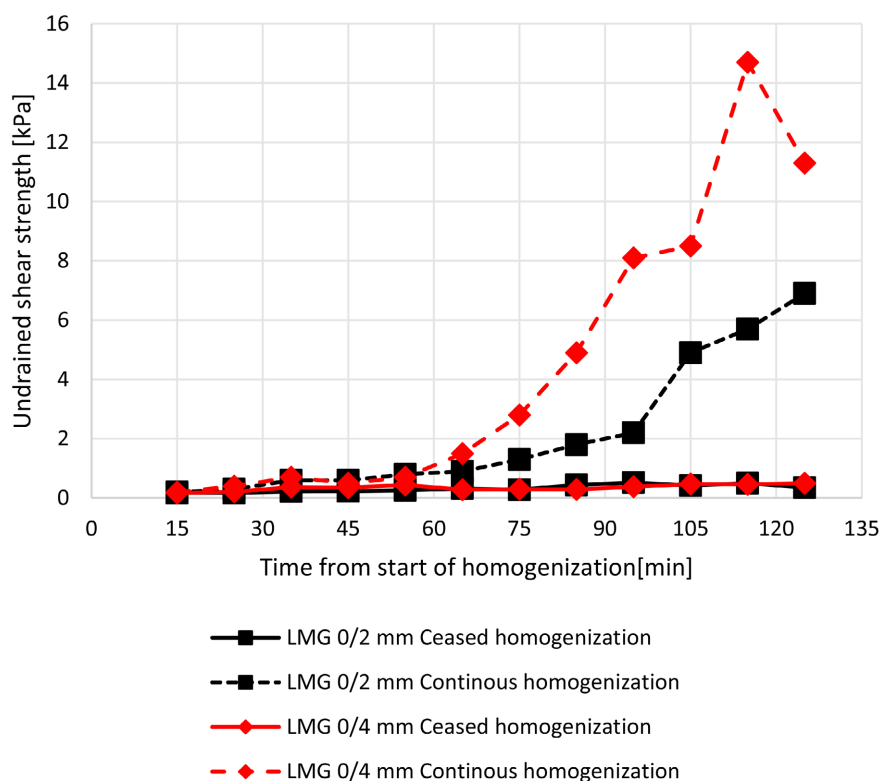 16
14
12
10
8
6
4
2
0
Undrained shear strength [kPa]
0 15 30 45 60 75 90 105 120 135
Time from start of homogenization[min]
LMG 0/2 mm Ceased homogenization
LMG 0/2 mm Continous homogenization
LMG 0/4 mm Ceased homogenization
LMG 0/4 mm Continous homogenization